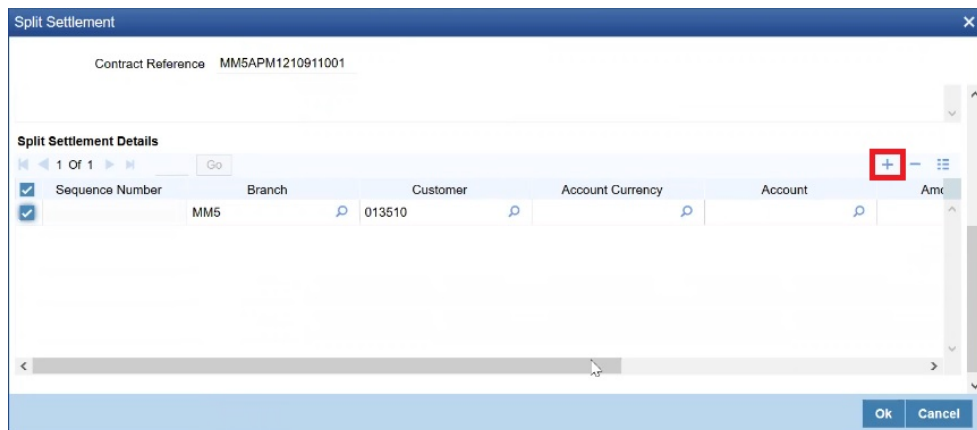 Split Settlement
Contract Reference MM5APM1210911001
Split Settlement Details
1 Of 1 Go
Sequence Number Branch Customer Account Currency Account Amo
MM5 013510
Ok Cancel